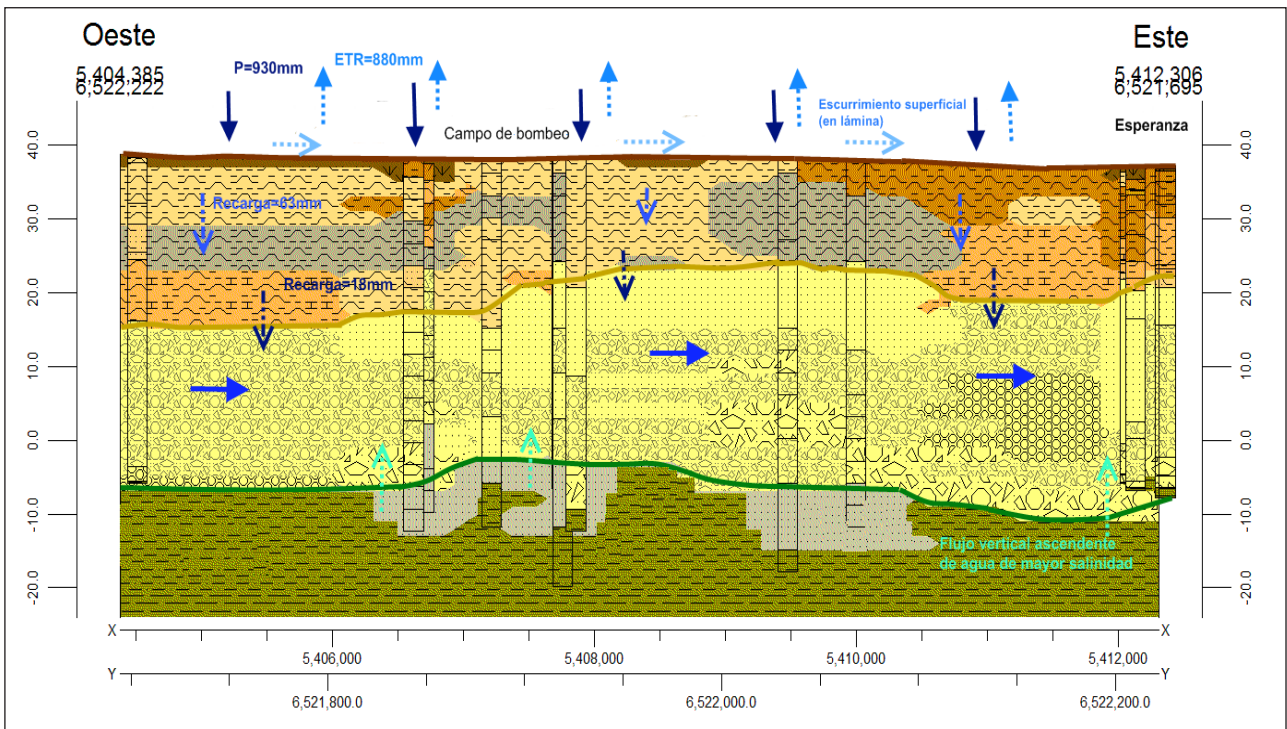 Oeste
5,404,385
6,522,222
Este
5,412,306
6,521,695
P=930mm
ETR=880mm
Campo de bombeo
Escurrimiento superficial
(en lámina)
Esperanza
40.0
30.0
20.0
10.0
0.0
-10.0
-20.0
Recarga=63mm
Recarga=18mm
Flujo vertical ascendente
de agua de mayor salinidad
40.0
30.0
20.0
10.0
0.0
-10.0
-20.0
X
X
5,406,000
5,408,000
5,410,000
5,412,000
Y
Y
6,521,800.0
6,522,000.0
6,522,200.0